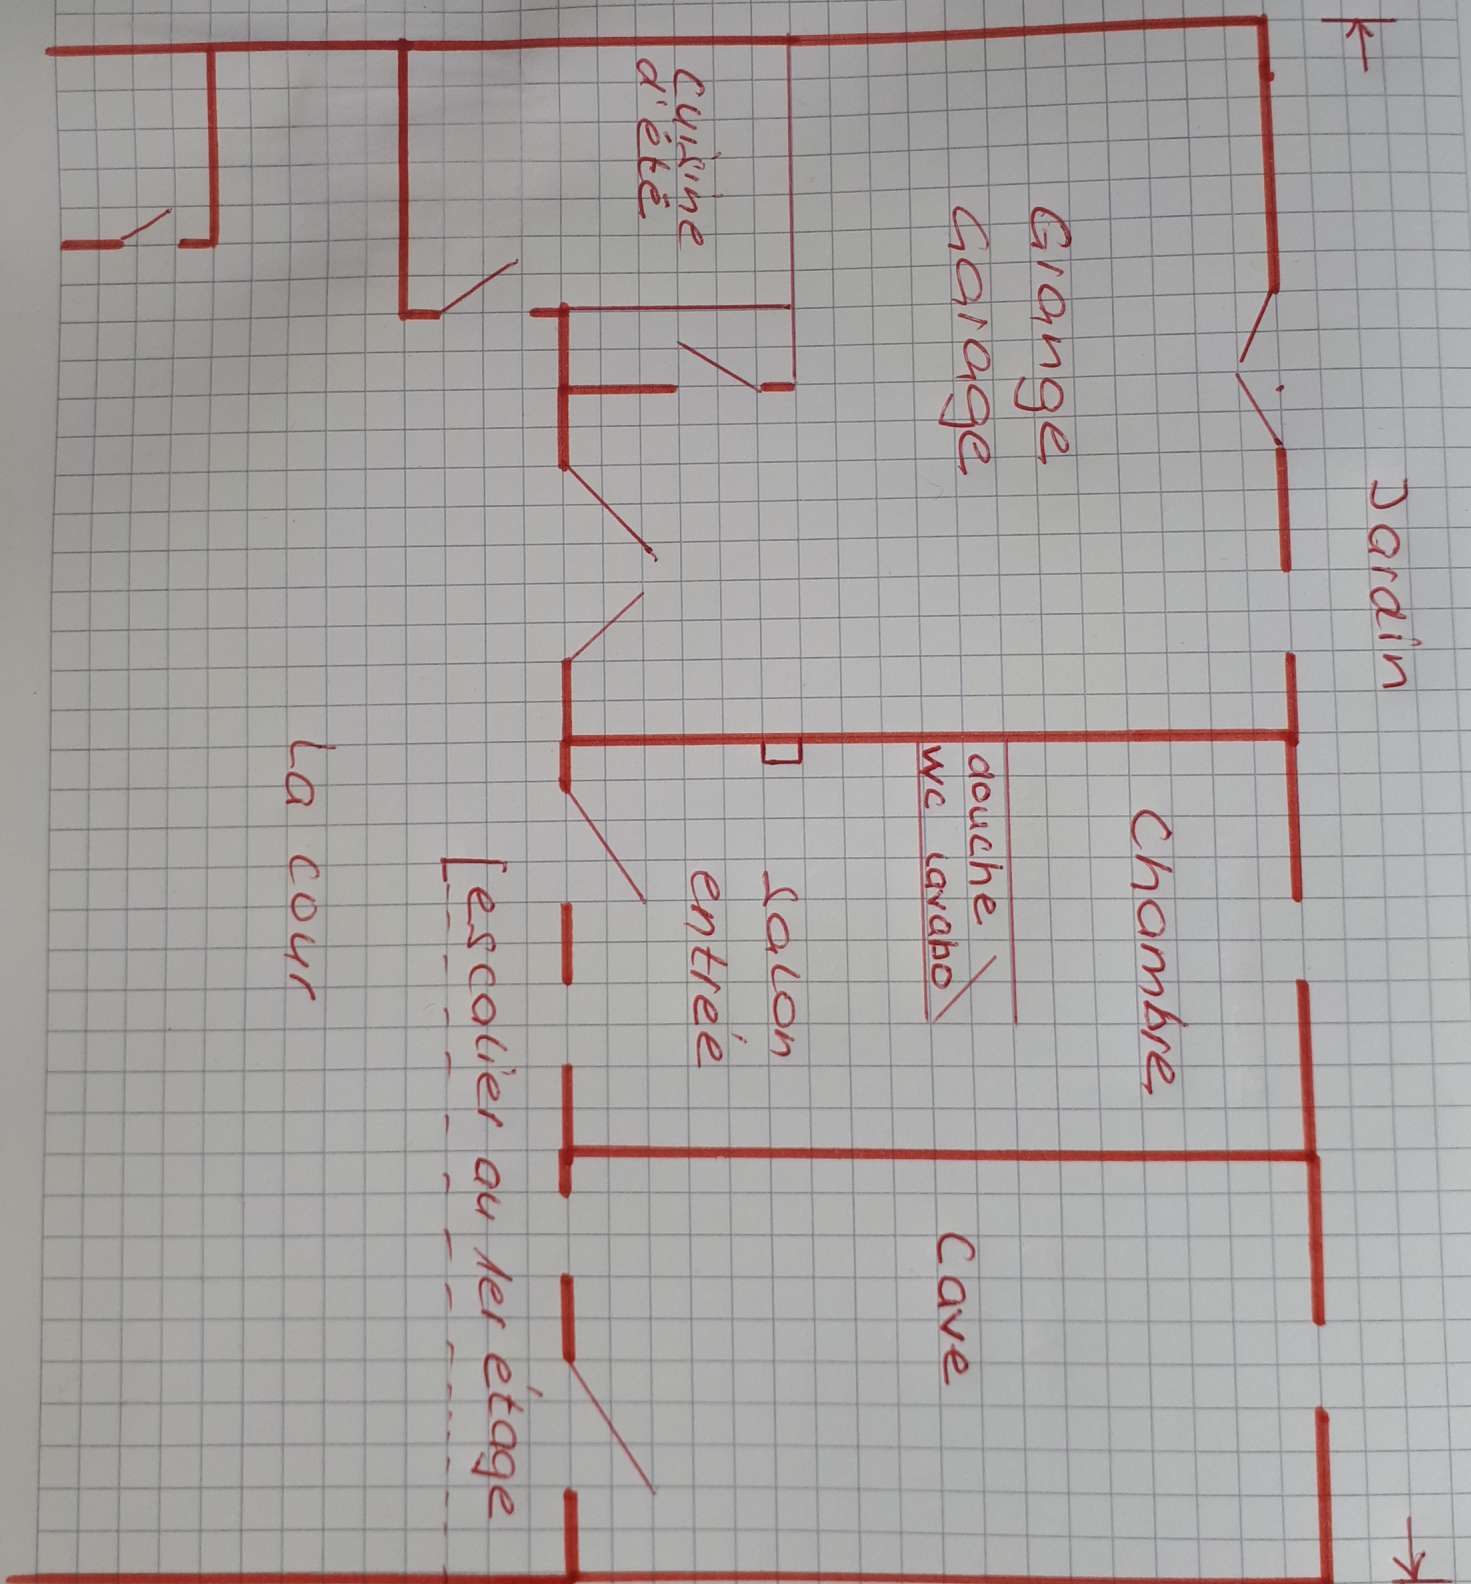 Jardin
Grange
Garage
Cuisine
d'été
Chambre
douche
wc lavabo
Salon
entrée
Cave
escalier au 1er étage
La cour